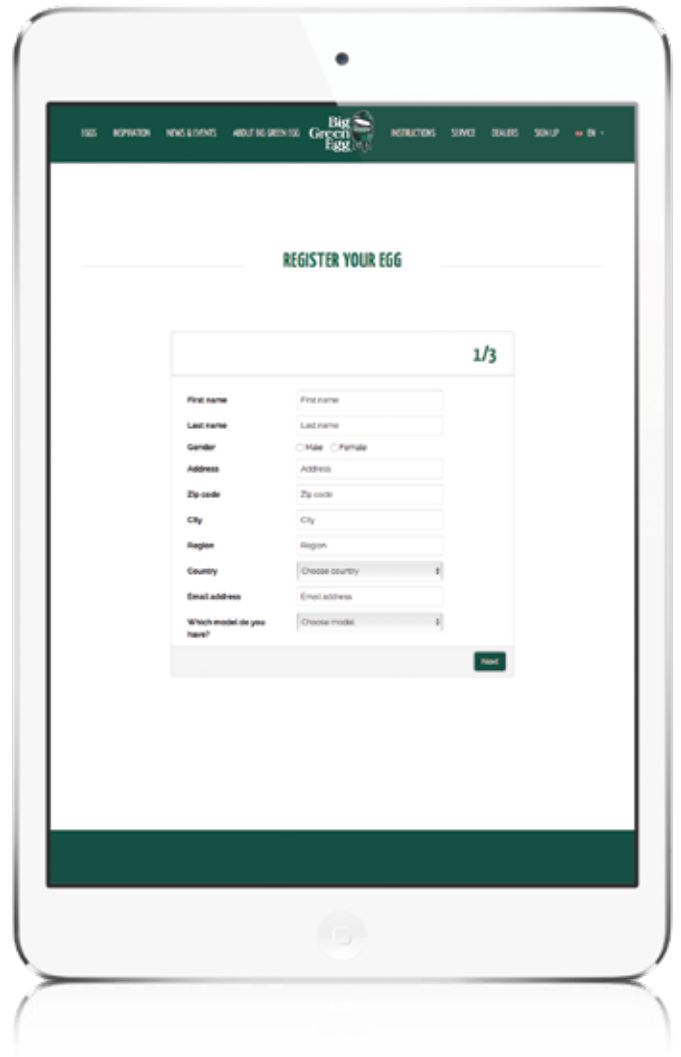 EGGS INSPIRATION NEWS & EVENTS ABOUT BIG GREEN EGG Big Green Egg INSTRUCTIONS SERVICE DEALERS SIGN UP EN
REGISTER YOUR EGG
1/3
First name First name
Last name Last name
Gender Male Female
Address Address
Zip code Zip code
City City
Region Region
Country Choose country
Email address Email address
Which model do you Choose model
have?
Next